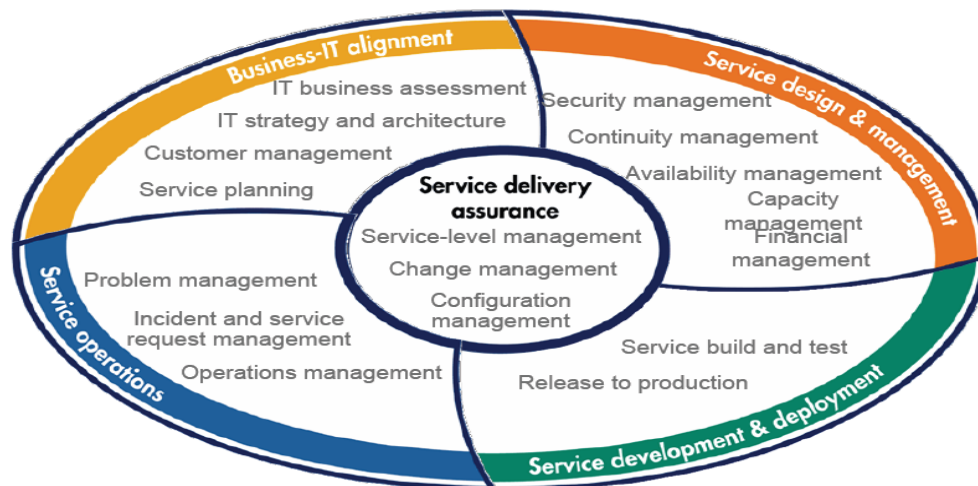 Business-IT alignment
IT business assessment
IT strategy and architecture
Customer management
Service planning
Service design & management
Security management
Continuity management
Availability management
Capacity
management
Financial
management
Service delivery
assurance
Service-level management
Change management
Configuration
management
Service operations
Problem management
Incident and service
request management
Operations management
Service build and test
Release to production
Service development & deployment